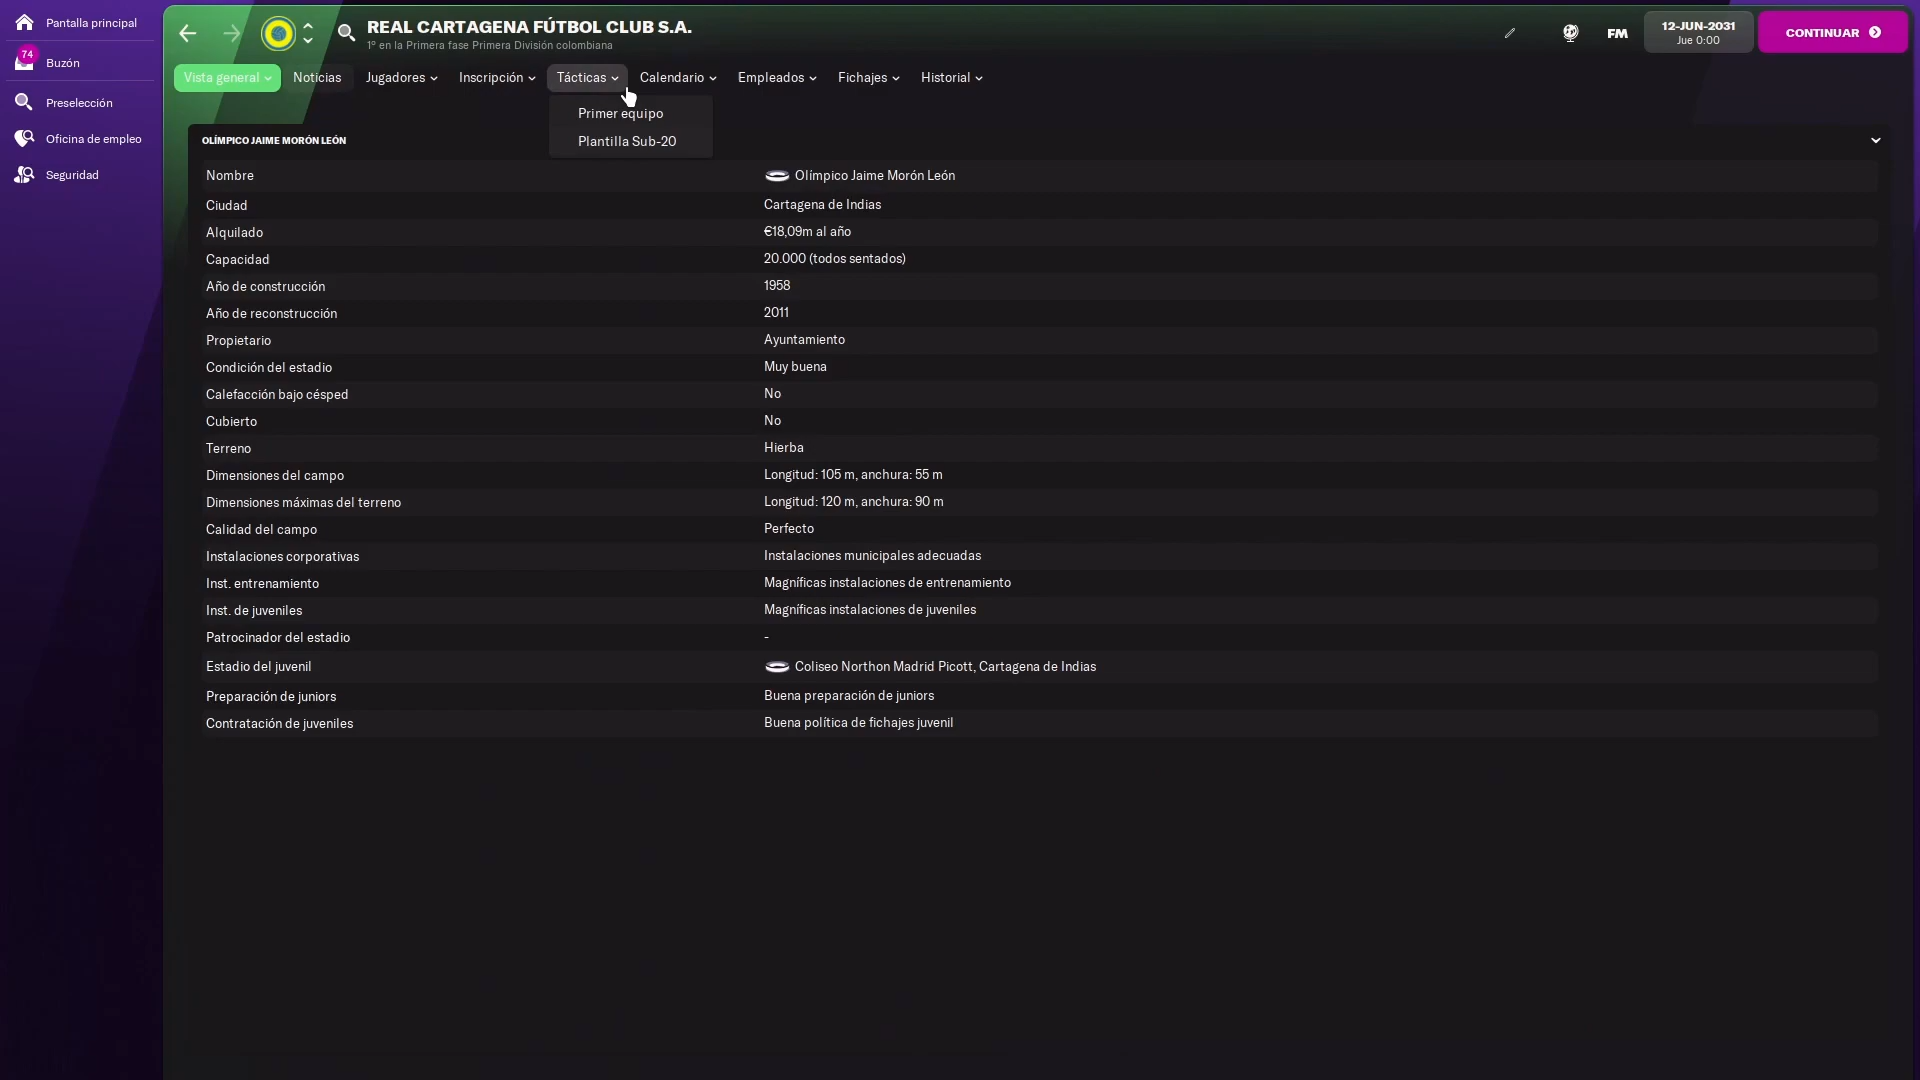 Pantalla principal
74
Buzón
Preselección
Oficina de empleo
Seguridad
REAL CARTAGENA FÚTBOL CLUB S.A.
1º en la Primera fase Primera División colombiana
FM
12-JUN-2031
Jue 0:00
CONTINUAR
Vista general
Noticias
Jugadores
Inscripción
Tácticas
Calendario
Empleados
Fichajes
Historial
Primer equipo
Plantilla Sub-20
OLÍMPICO JAIME MORÓN LEÓN
Nombre Olímpico Jaime Morón León
Ciudad Cartagena de Indias
Alquilado €18,09m al año
Capacidad 20.000 (todos sentados)
Año de construcción 1958
Año de reconstrucción 2011
Propietario Ayuntamiento
Condición del estadio Muy buena
Calefacción bajo césped No
Cubierto No
Terreno Hierba
Dimensiones del campo Longitud: 105 m, anchura: 55 m
Dimensiones máximas del terreno Longitud: 120 m, anchura: 90 m
Calidad del campo Perfecto
Instalaciones corporativas Instalaciones municipales adecuadas
Inst. entrenamiento Magníficas instalaciones de entrenamiento
Inst. de juveniles Magníficas instalaciones de juveniles
Patrocinador del estadio -
Estadio del juvenil Coliseo Northon Madrid Picott, Cartagena de Indias
Preparación de juniors Buena preparación de juniors
Contratación de juveniles Buena política de fichajes juvenil